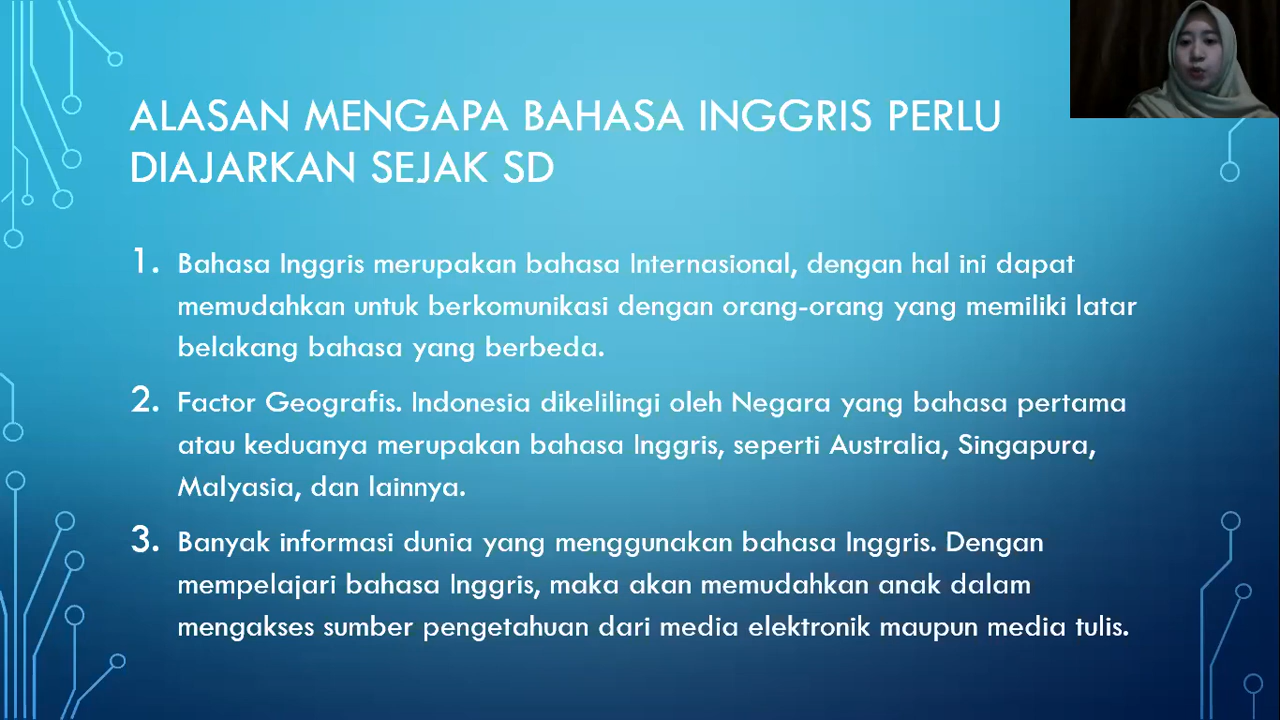 ALASAN MENGAPA BAHASA INGGRIS PERLU
DIAJARKAN SEJAK SD
1. Bahasa Inggris merupakan bahasa Internasional, dengan hal ini dapat
memudahkan untuk berkomunikasi dengan orang-orang yang memiliki latar
belakang bahasa yang berbeda.
2. Factor Geografis. Indonesia dikelilingi oleh Negara yang bahasa pertama
atau keduanya merupakan bahasa Inggris, seperti Australia, Singapura,
Malyasia, dan lainnya.
3. Banyak informasi dunia yang menggunakan bahasa Inggris. Dengan
mempelajari bahasa Inggris, maka akan memudahkan anak dalam
mengakses sumber pengetahuan dari media elektronik maupun media tulis.